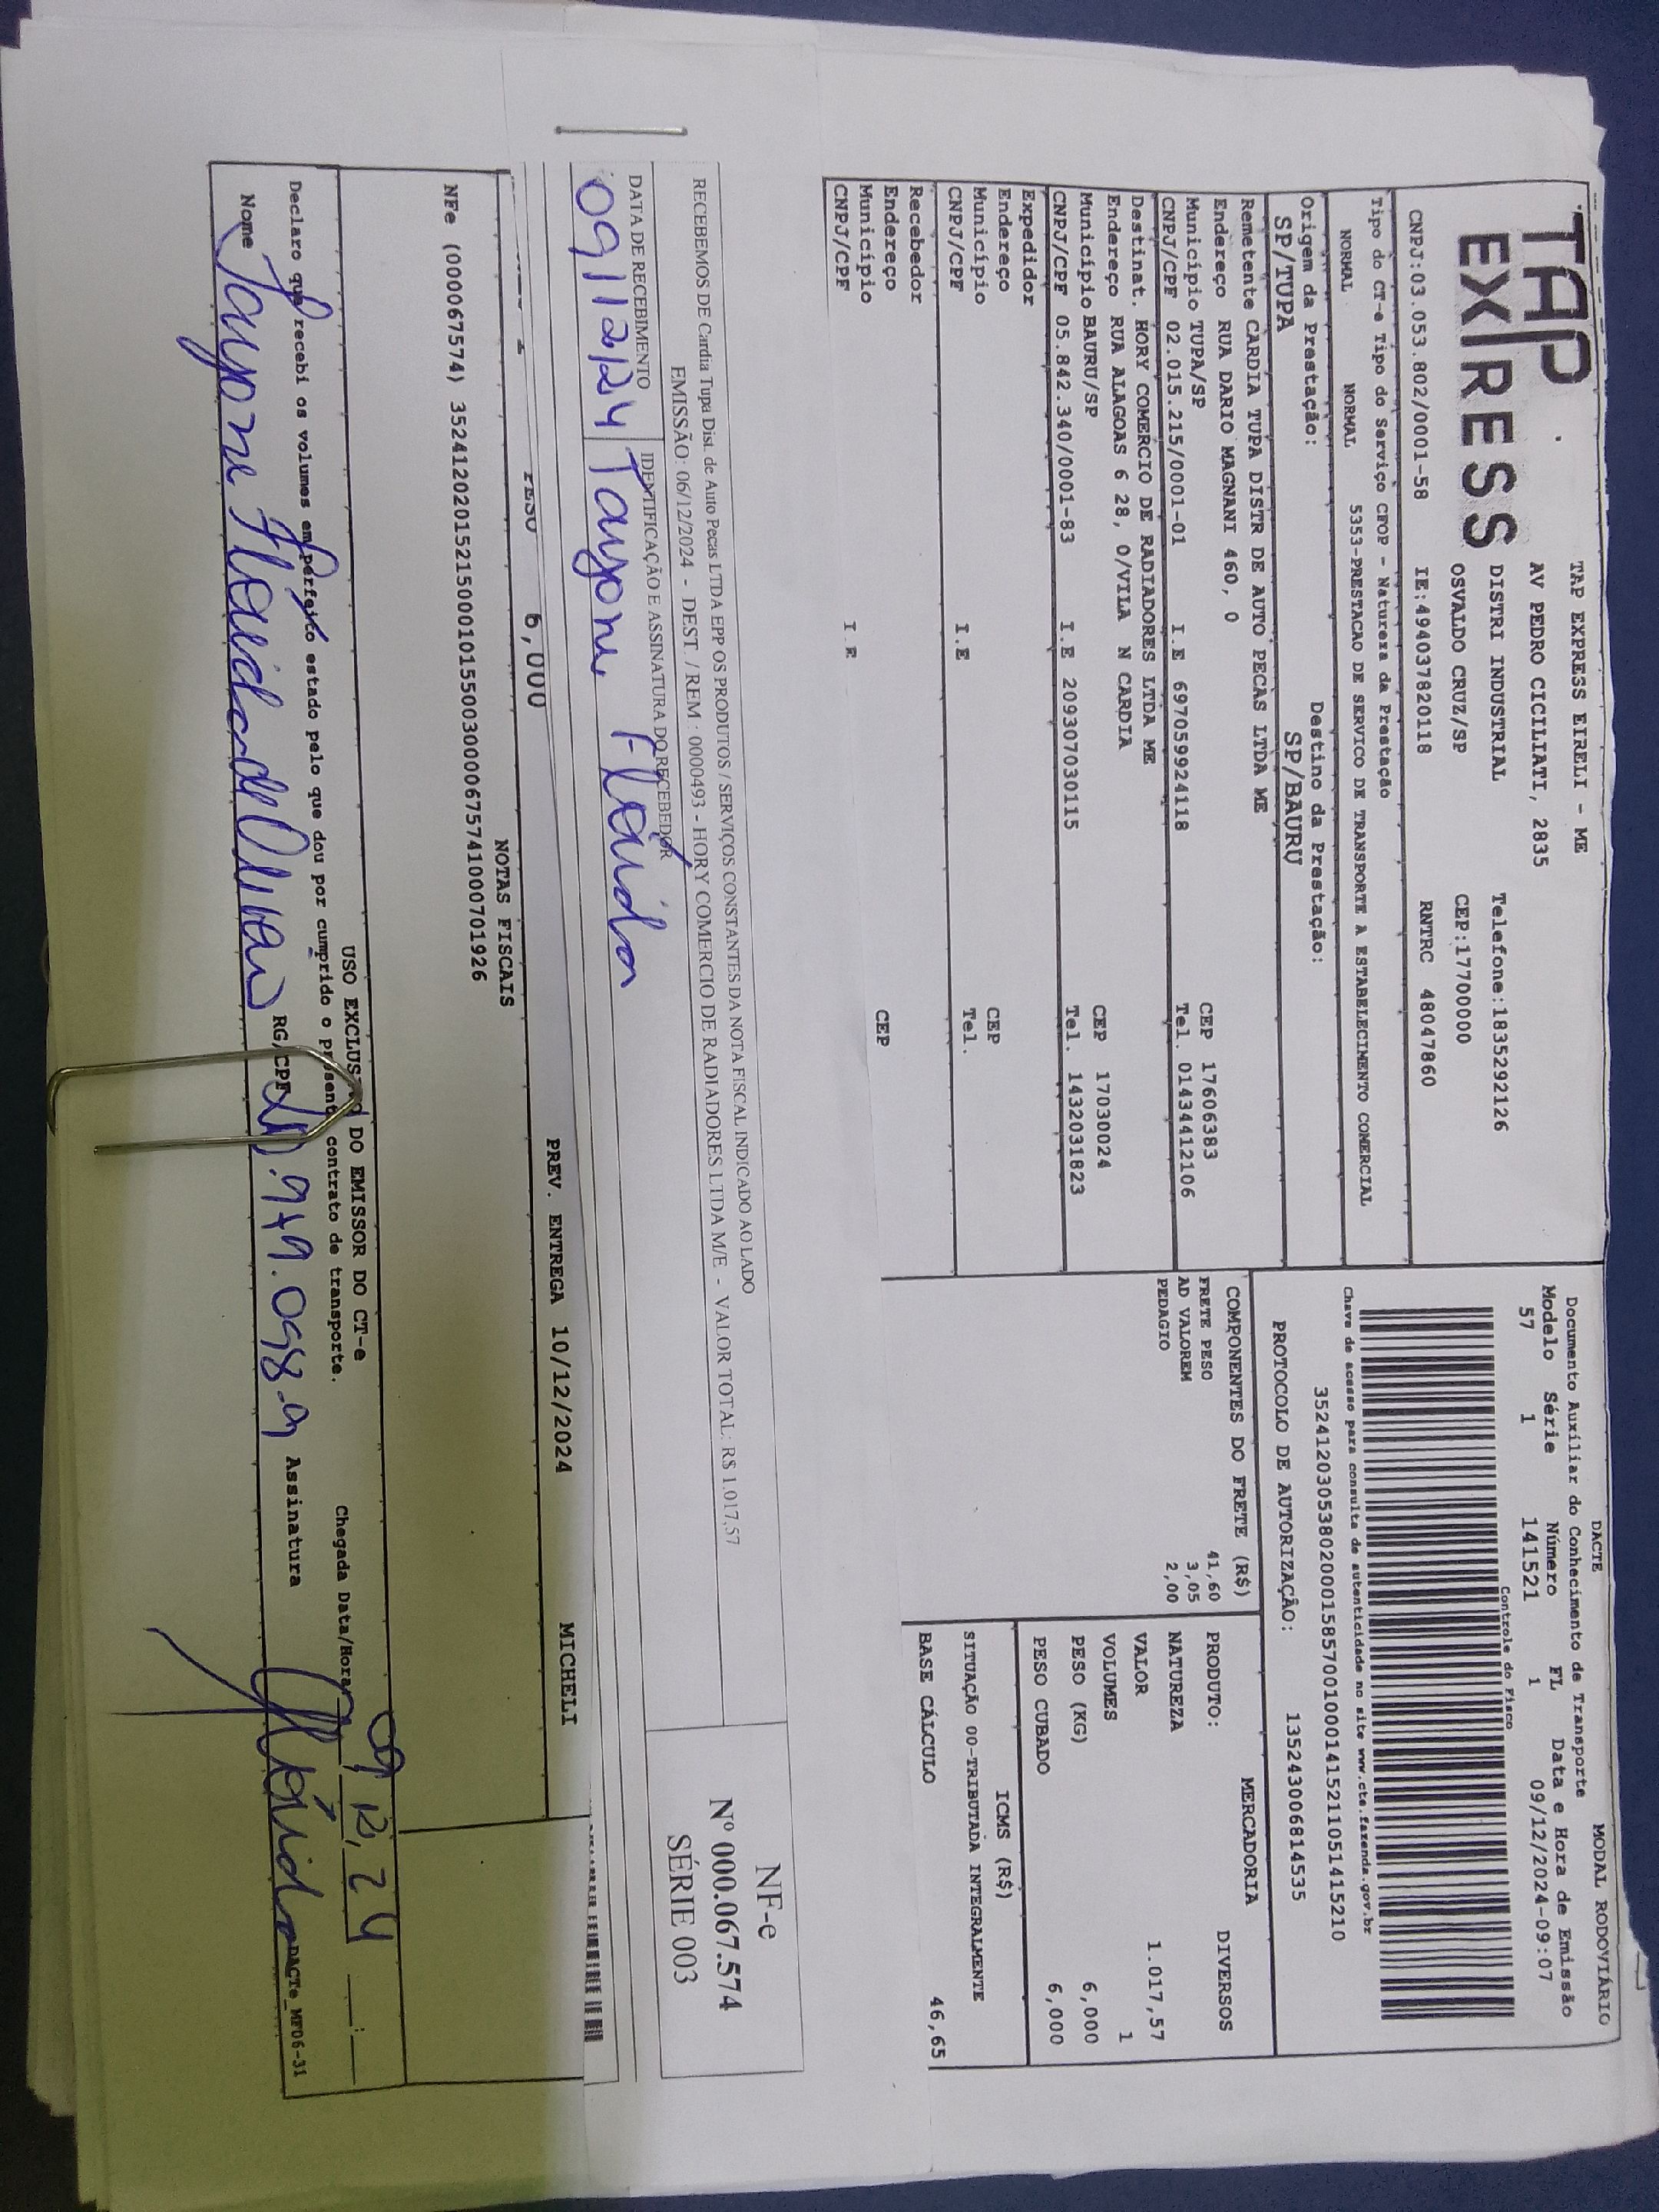 TAP EXPRESS
TAP EXPRESS EIRELI - ME
AV PEDRO CICILIATI, 2835
DISTRI INDUSTRIAL Telefone:1835292126
OSVALDO CRUZ/SP CEP:17700000
CNPJ:03.053.802/0001-58 IE:494037820118 RNTRC 48047860
Tipo do CT-e Tipo do Serviço CFOP - Natureza da Prestação
NORMAL NORMAL 5353-PRESTACAO DE SERVICO DE TRANSPORTE A ESTABELECIMENTO COMERCIAL
Origem da Prestação: Destino da Prestação:
SP/TUPA SP/BAURU
Remetente CARDIA TUPA DISTR DE AUTO PECAS LTDA ME
Endereço RUA DARIO MAGNANI 460, 0 CEP 17606383
Município TUPA/SP Tel. 01434412106
CNPJ/CPF 02.015.215/0001-01 I.E 697059924118
Destinat. HORY COMERCIO DE RADIADORES LTDA ME
Endereço RUA ALAGOAS 6 28, 0/VILA N CARDIA CEP 17030024
Município BAURU/SP Tel. 1432031823
CNPJ/CPF 05.842.340/0001-83 I.E 209307030115
Expedidor
Endereço CEP
Município Tel.
CNPJ/CPF I.E
Recebedor
Endereço CEP
Município
CNPJ/CPF I.E
DACTE MODAL RODOVIÁRIO
Documento Auxiliar do Conhecimento de Transporte
Modelo Série Número FL Data e Hora de Emissão
57 1 141521 1 09/12/2024-09:07
Controle do Fisco
Chave de acesso para consulta de autenticidade no site www.cte.fazenda.gov.br
35241203053802000158570010001415211051415210
PROTOCOLO DE AUTORIZAÇÃO: 135243006814535
COMPONENTES DO FRETE (R$)
FRETE PESO 41,60
AD VALOREM 3,05
PEDAGIO 2,00
MERCADORIA
PRODUTO: DIVERSOS
NATUREZA
VALOR 1.017,57
VOLUMES 1
PESO (KG) 6,000
PESO CUBADO 6,000
ICMS (R$)
SITUAÇÃO 00-TRIBUTADA INTEGRALMENTE
BASE CÁLCULO 46,65
RECEBEMOS DE Cardia Tupa Dist. de Auto Pecas LTDA EPP OS PRODUTOS / SERVIÇOS CONSTANTES DA NOTA FISCAL INDICADO AO LADO
EMISSÃO: 06/12/2024 - DEST. / REM.: 0000493 - HORY COMERCIO DE RADIADORES LTDA M/E - VALOR TOTAL: R$ 1.017,57
DATA DE RECEBIMENTO IDENTIFICAÇÃO E ASSINATURA DO RECEBEDOR
09/12/24 Tayone Flávido
NF-e
Nº 000.067.574
SÉRIE 003
PESO 6,000 PREV. ENTREGA 10/12/2024 MICHELI
NOTAS FISCAIS
NFe (000067574) 35241202015215000101550030000675741000701926
USO EXCLUSIVO DO EMISSOR DO CT-e
Declaro que recebi os volumes em perfeito estado pelo que dou por cumprido o presente contrato de transporte.
Chegada Data/Hora 09 12, 24
Nome Tayone RG/CPF Assinatura
DACTe_MF06-31